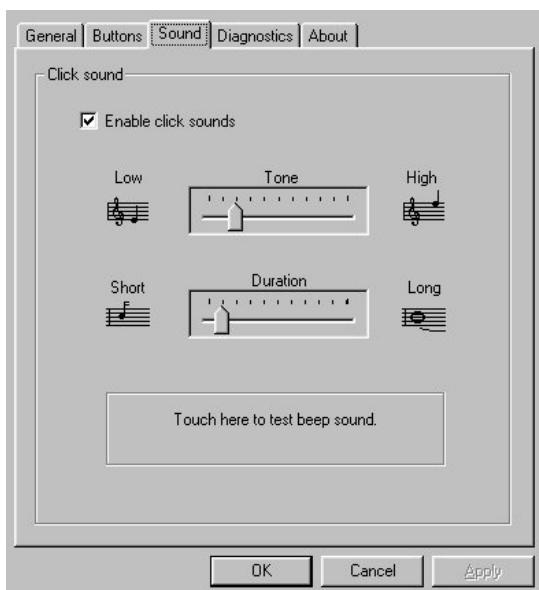 General Buttons Sound Diagnostics About
Click sound
Enable click sounds
Low Tone High
Short Duration Long
Touch here to test beep sound.
OK Cancel Apply